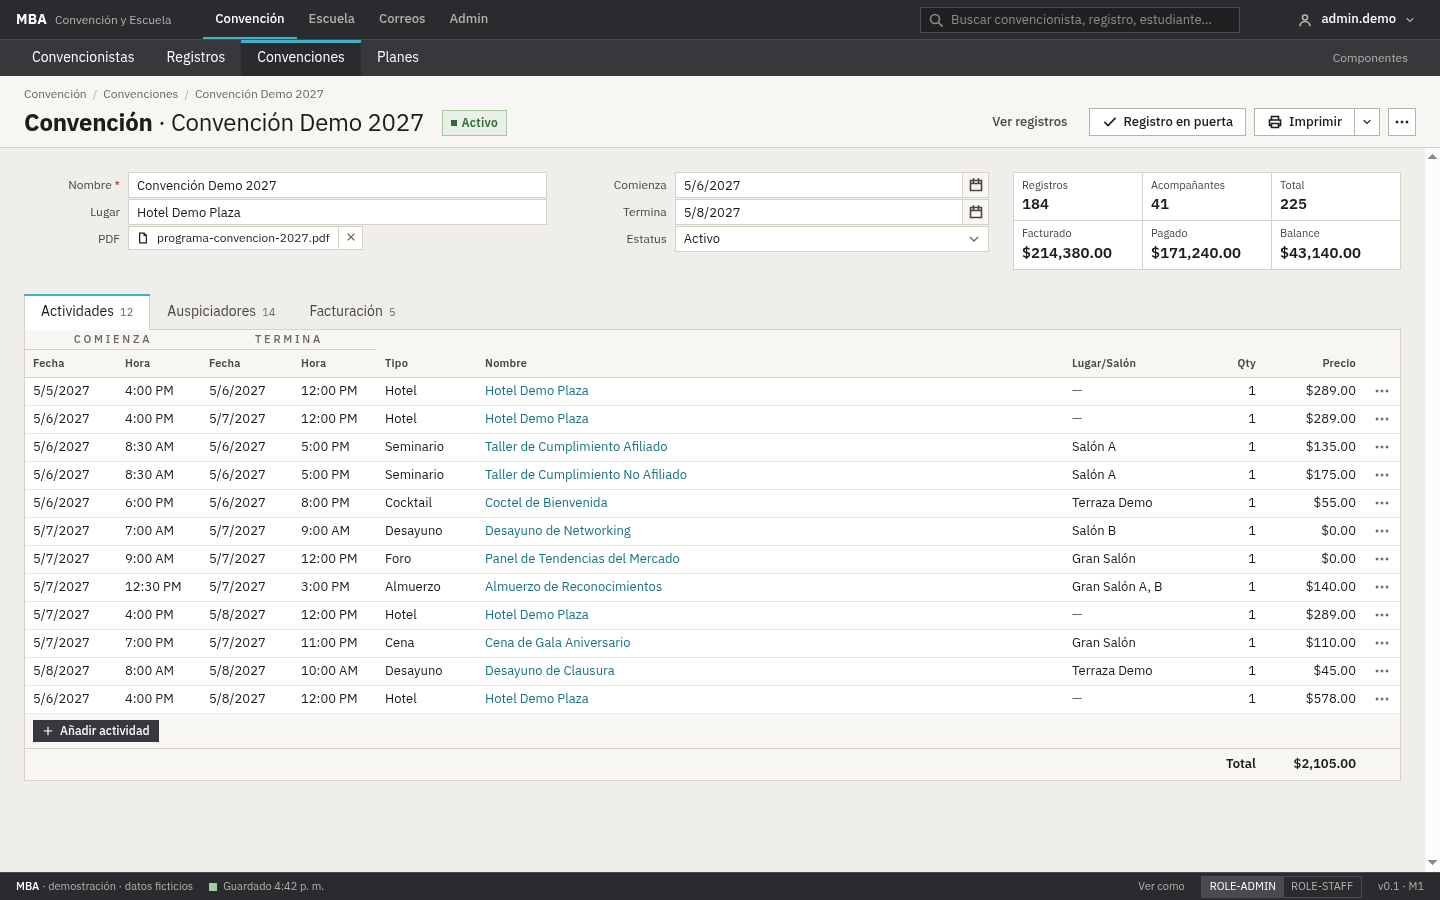 MBA Convención y Escuela Convención Escuela Correos Admin Buscar convencionista, registro, estudiante... admin.demo
Convencionistas Registros Convenciones Planes Componentes
Convención / Convenciones / Convención Demo 2027
Convención · Convención Demo 2027 Activo Ver registros Registro en puerta Imprimir
Nombre * Convención Demo 2027 Comienza 5/6/2027 Registros Acompañantes Total
184 41 225
Lugar Hotel Demo Plaza Termina 5/8/2027
PDF programa-convencion-2027.pdf Estatus Activo Facturado Pagado Balance
$214,380.00 $171,240.00 $43,140.00
Actividades 12 Auspiciadores 14 Facturación 5
COMIENZA TERMINA
Fecha Hora Fecha Hora Tipo Nombre Lugar/Salón Qty Precio
5/5/2027 4:00 PM 5/6/2027 12:00 PM Hotel Hotel Demo Plaza — 1 $289.00
5/6/2027 4:00 PM 5/7/2027 12:00 PM Hotel Hotel Demo Plaza — 1 $289.00
5/6/2027 8:30 AM 5/6/2027 5:00 PM Seminario Taller de Cumplimiento Afiliado Salón A 1 $135.00
5/6/2027 8:30 AM 5/6/2027 5:00 PM Seminario Taller de Cumplimiento No Afiliado Salón A 1 $175.00
5/6/2027 6:00 PM 5/6/2027 8:00 PM Cocktail Coctel de Bienvenida Terraza Demo 1 $55.00
5/7/2027 7:00 AM 5/7/2027 9:00 AM Desayuno Desayuno de Networking Salón B 1 $0.00
5/7/2027 9:00 AM 5/7/2027 12:00 PM Foro Panel de Tendencias del Mercado Gran Salón 1 $0.00
5/7/2027 12:30 PM 5/7/2027 3:00 PM Almuerzo Almuerzo de Reconocimientos Gran Salón A, B 1 $140.00
5/7/2027 4:00 PM 5/8/2027 12:00 PM Hotel Hotel Demo Plaza — 1 $289.00
5/7/2027 7:00 PM 5/7/2027 11:00 PM Cena Cena de Gala Aniversario Gran Salón 1 $110.00
5/8/2027 8:00 AM 5/8/2027 10:00 AM Desayuno Desayuno de Clausura Terraza Demo 1 $45.00
5/6/2027 4:00 PM 5/8/2027 12:00 PM Hotel Hotel Demo Plaza — 1 $578.00
+ Añadir actividad
Total $2,105.00
MBA · demostración · datos ficticios Guardado 4:42 p. m. Ver como ROLE-ADMIN ROLE-STAFF v0.1 · M1